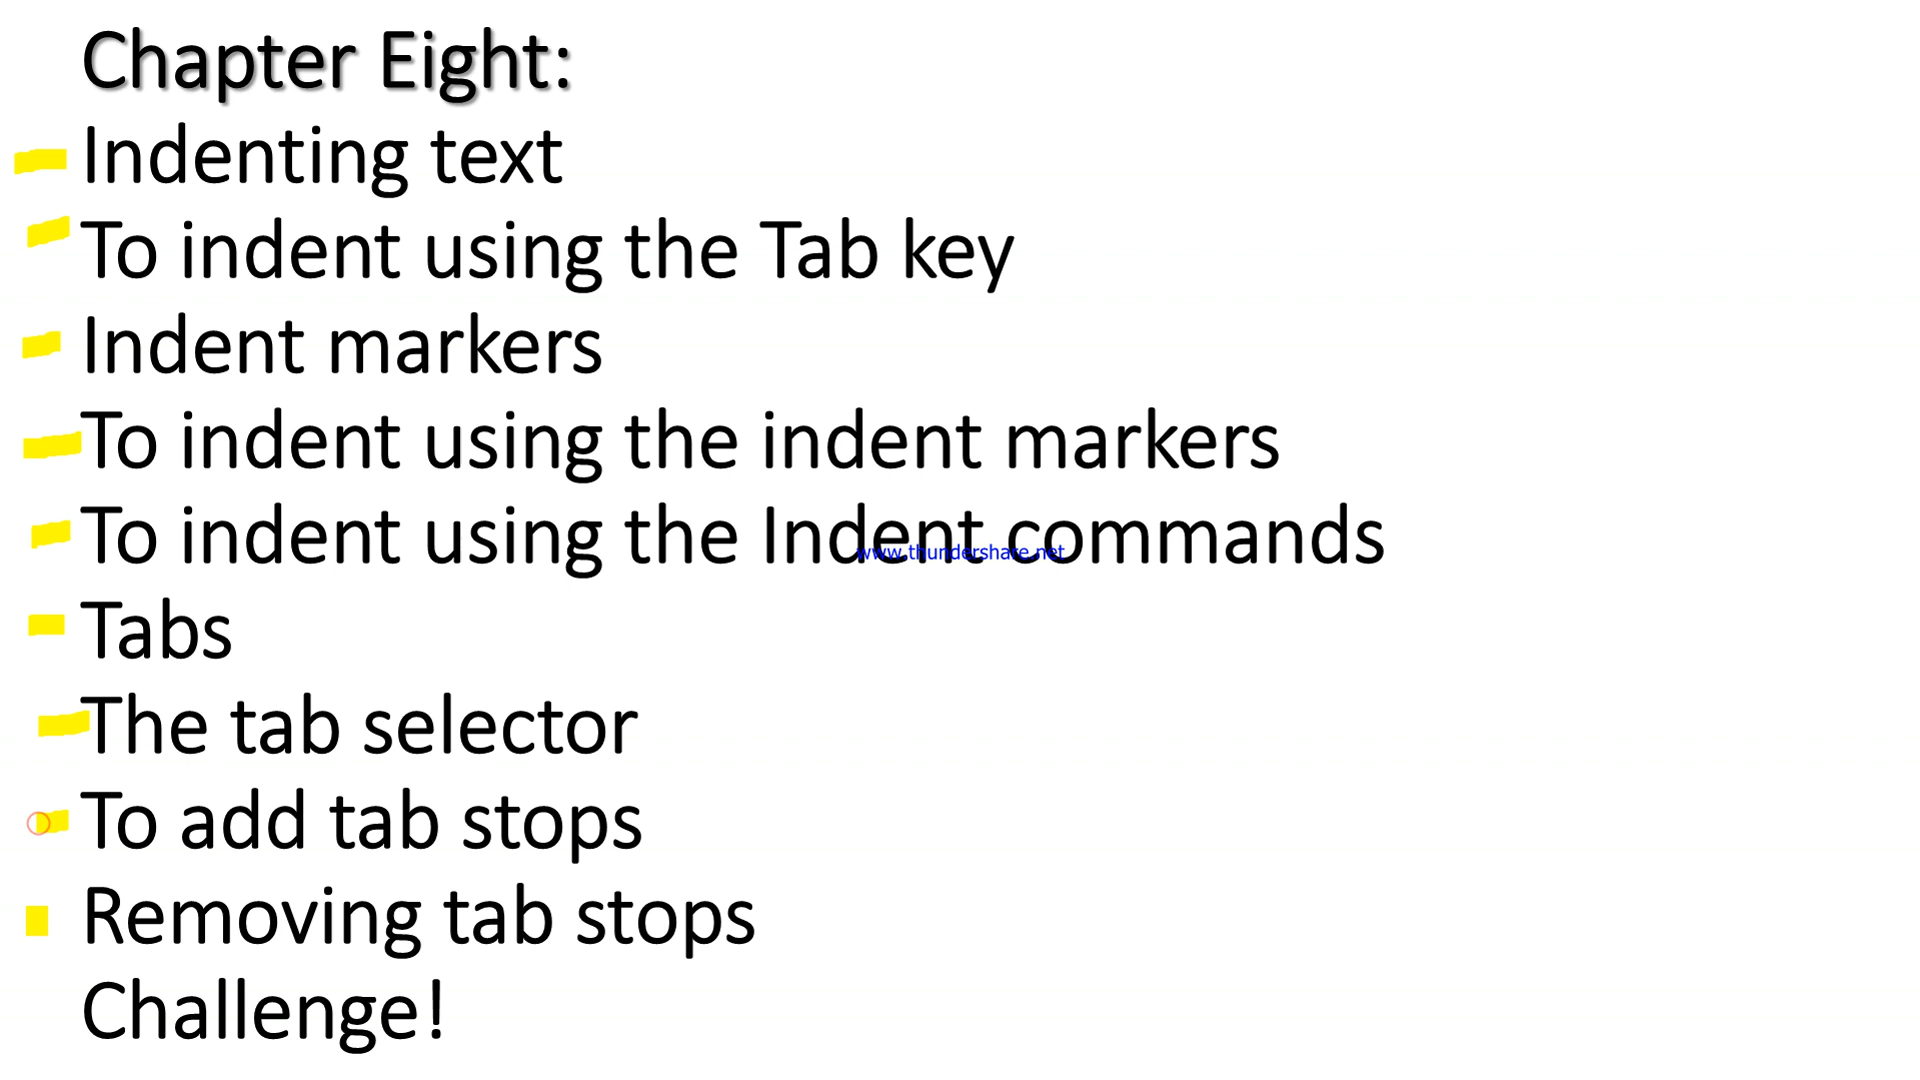 Chapter Eight:
Indenting text
To indent using the Tab key
Indent markers
To indent using the indent markers
To indent using the Indent commands
www.thundershare.net
Tabs
The tab selector
To add tab stops
Removing tab stops
Challenge!